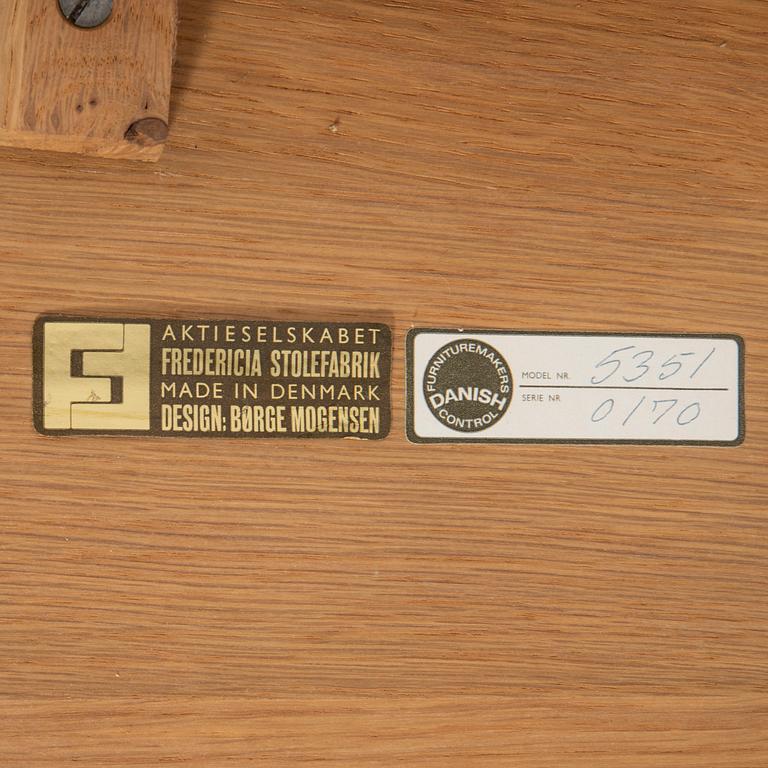 AKTIESELSKABET
FREDERICIA STOLEFABRIK
MADE IN DENMARK
DESIGN: BØRGE MOGENSEN
FURNITUREMAKERS
DANISH
CONTROL
MODEL NR. 5351
SERIE NR 0170